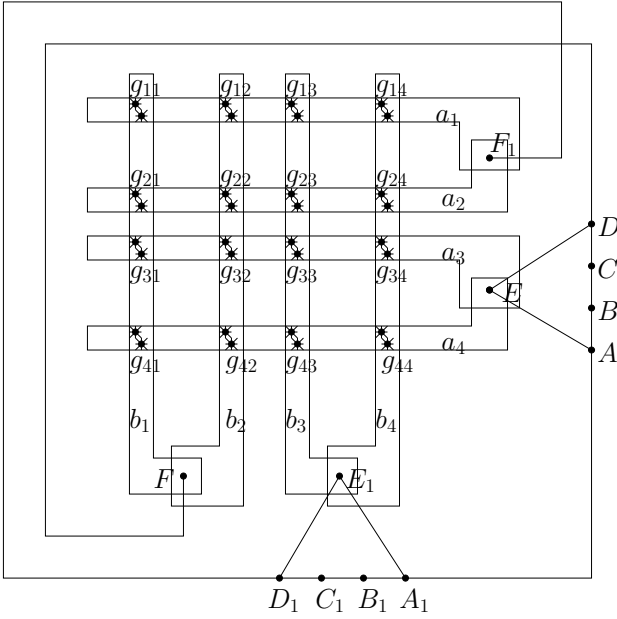 g₁₁ g₁₂ g₁₃ g₁₄
a₁
F₁
g₂₁ g₂₂ g₂₃ g₂₄
a₂
D
a₃
C
g₃₁ g₃₂ g₃₃ g₃₄
E
B
a₄
A
g₄₁ g₄₂ g₄₃ g₄₄
b₁ b₂ b₃ b₄
F E₁
D₁ C₁ B₁ A₁